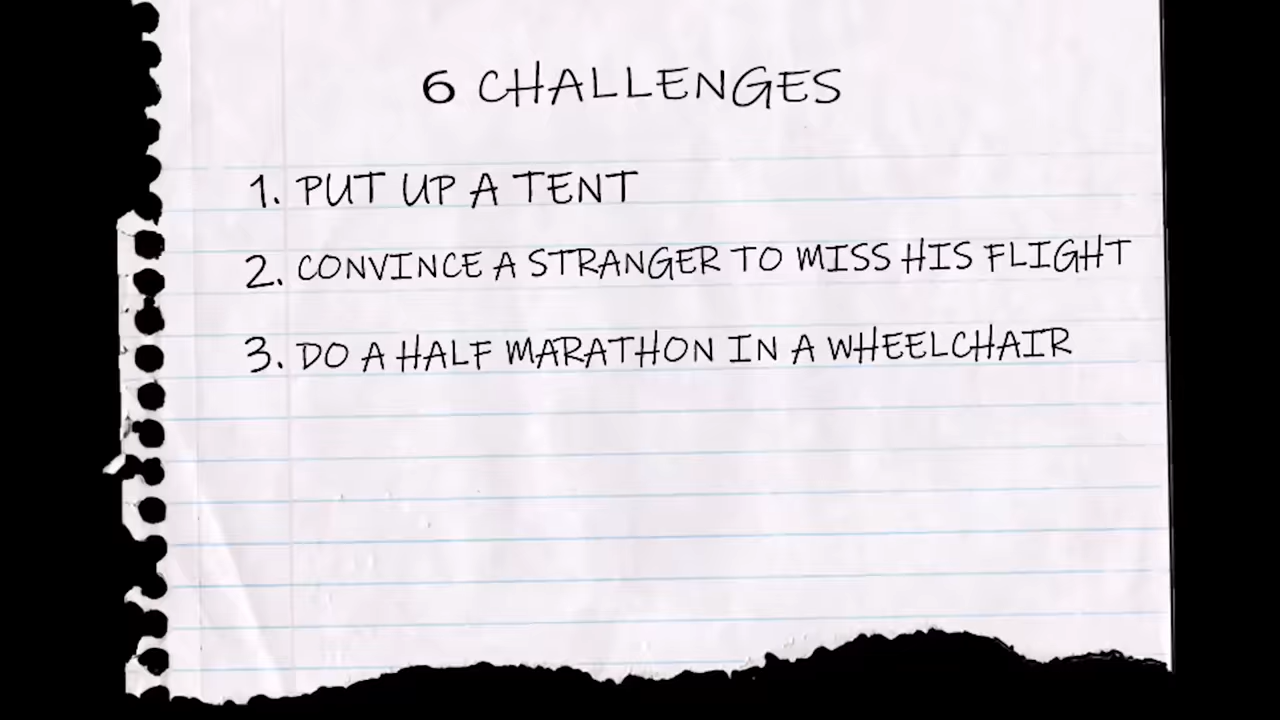 6 CHALLENGES
1. PUT UP A TENT
2. CONVINCE A STRANGER TO MISS HIS FLIGHT
3. DO A HALF MARATHON IN A WHEELCHAIR